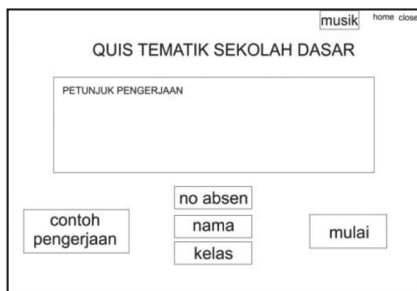 musik home close
QUIS TEMATIK SEKOLAH DASAR
PETUNJUK PENGERJAAN
no absen
contoh
pengerjaan
nama
mulai
kelas